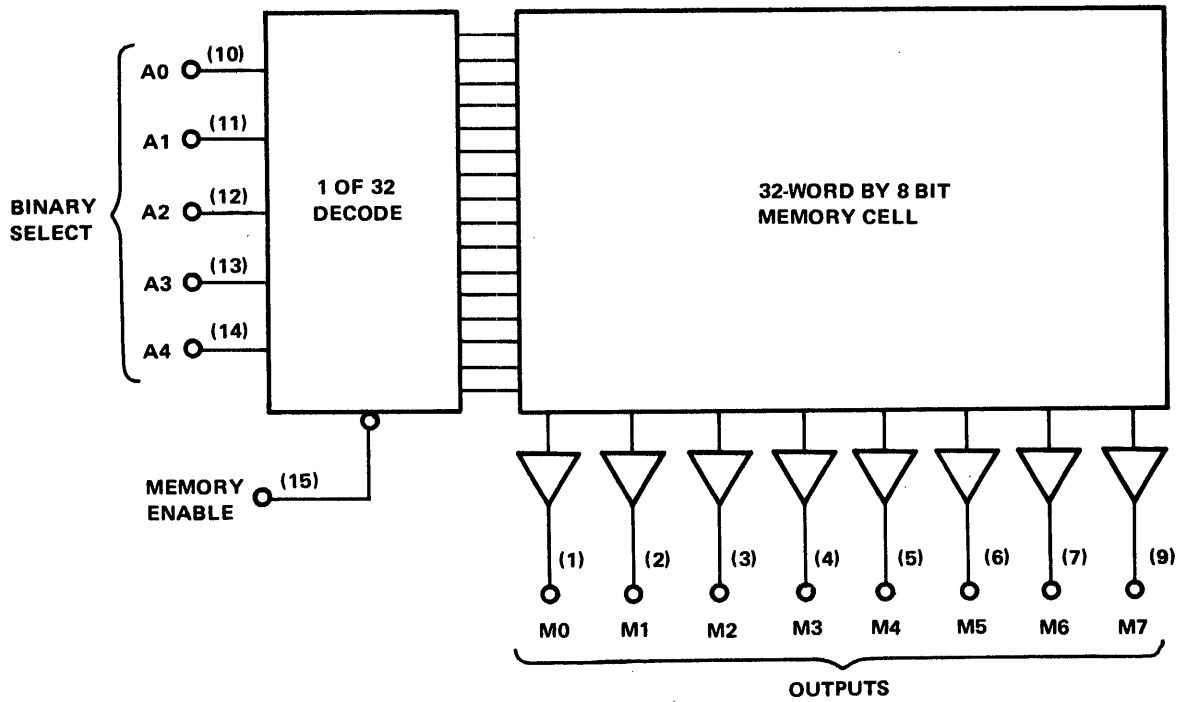 BINARY
SELECT
A0 (10)
A1 (11)
A2 (12)
A3 (13)
A4 (14)
1 OF 32
DECODE
32-WORD BY 8 BIT
MEMORY CELL
MEMORY
ENABLE
(15)
(1) (2) (3) (4) (5) (6) (7) (9)
M0 M1 M2 M3 M4 M5 M6 M7
OUTPUTS